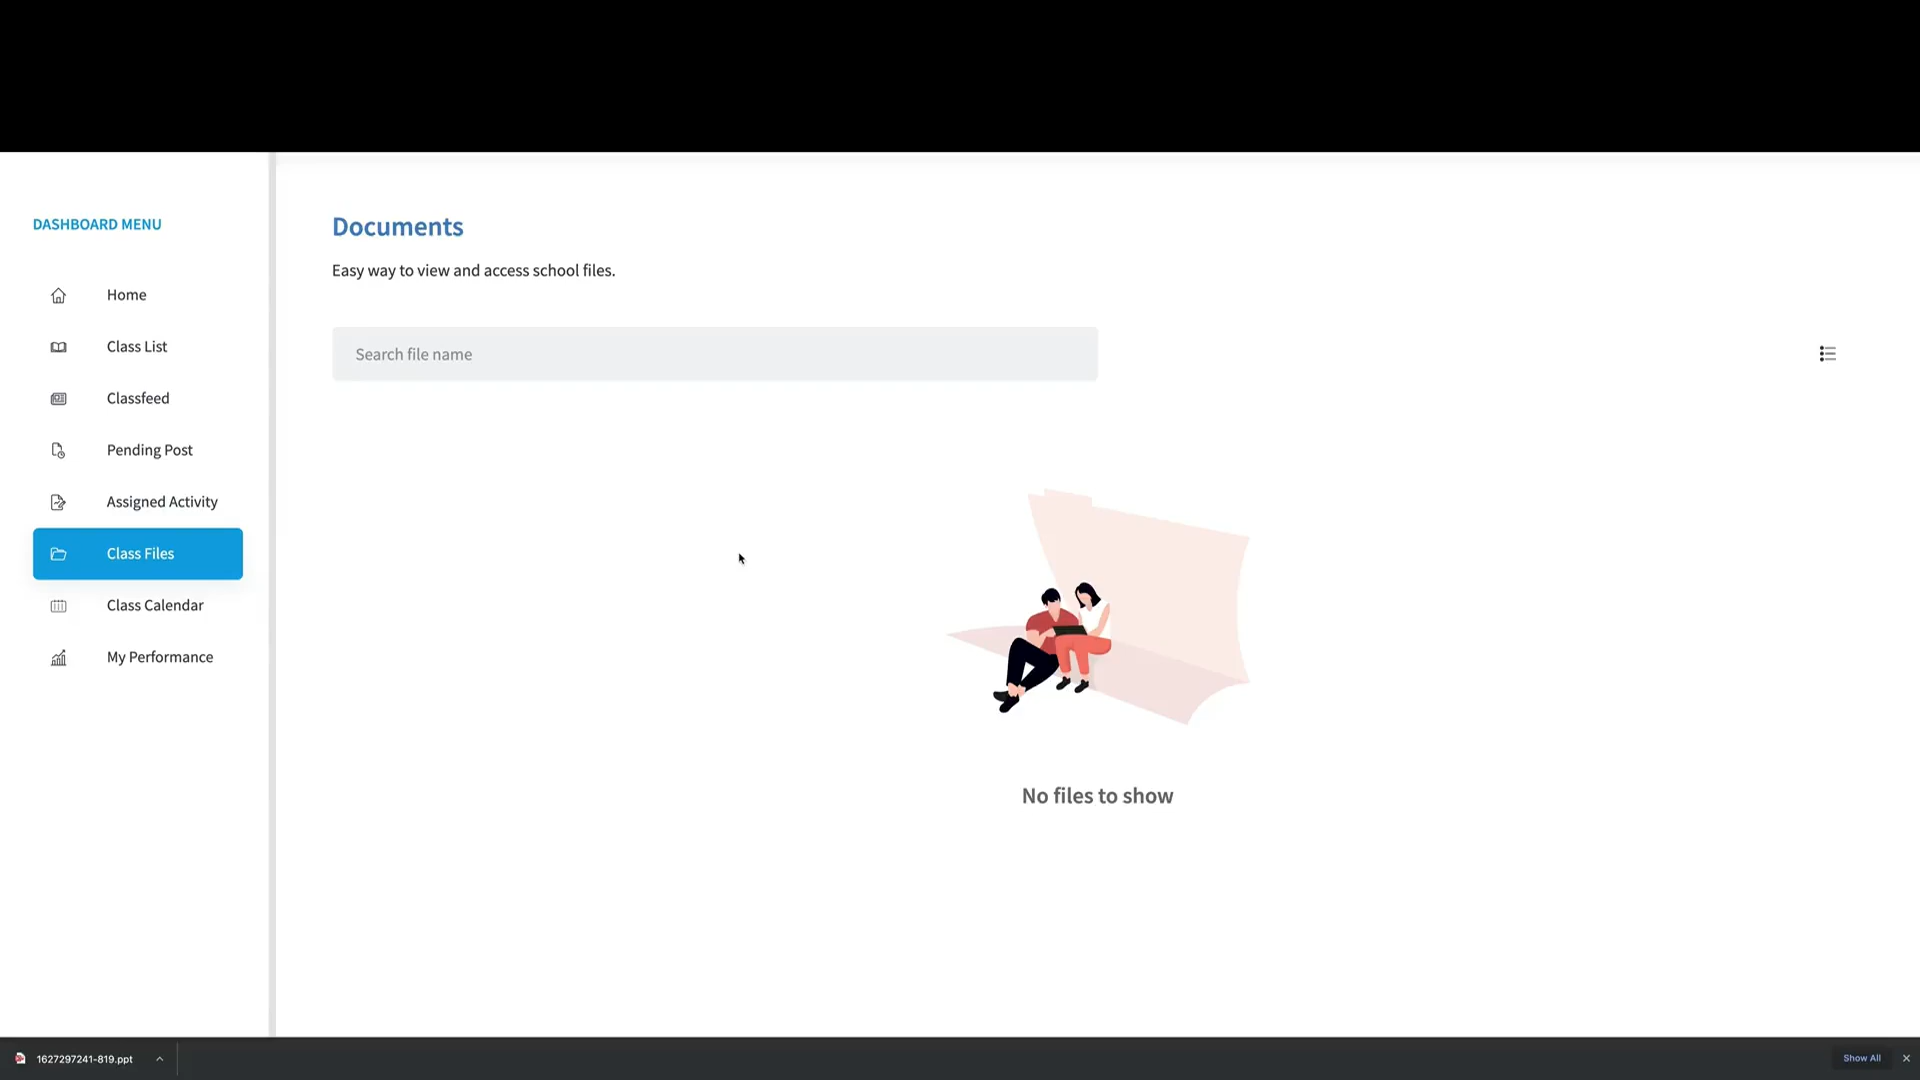 DASHBOARD MENU
Home
Class List
Classfeed
Pending Post
Assigned Activity
Class Files
Class Calendar
My Performance
Documents
Easy way to view and access school files.
Search file name
No files to show
1627297241-819.ppt
Show All